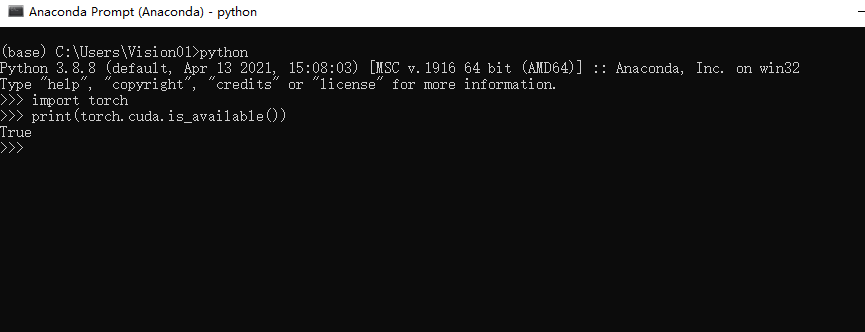 Anaconda Prompt (Anaconda) - python
(base) C:\Users\Vision01>python
Python 3.8.8 (default, Apr 13 2021, 15:08:03) [MSC v.1916 64 bit (AMD64)] :: Anaconda, Inc. on win32
Type "help", "copyright", "credits" or "license" for more information.
>>> import torch
>>> print(torch.cuda.is_available())
True
>>>